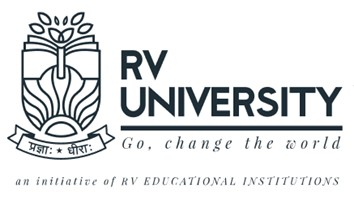 RV
UNIVERSITY
Go, change the world
प्रज्ञाः ★ धीराः
an initiative of RV EDUCATIONAL INSTITUTIONS